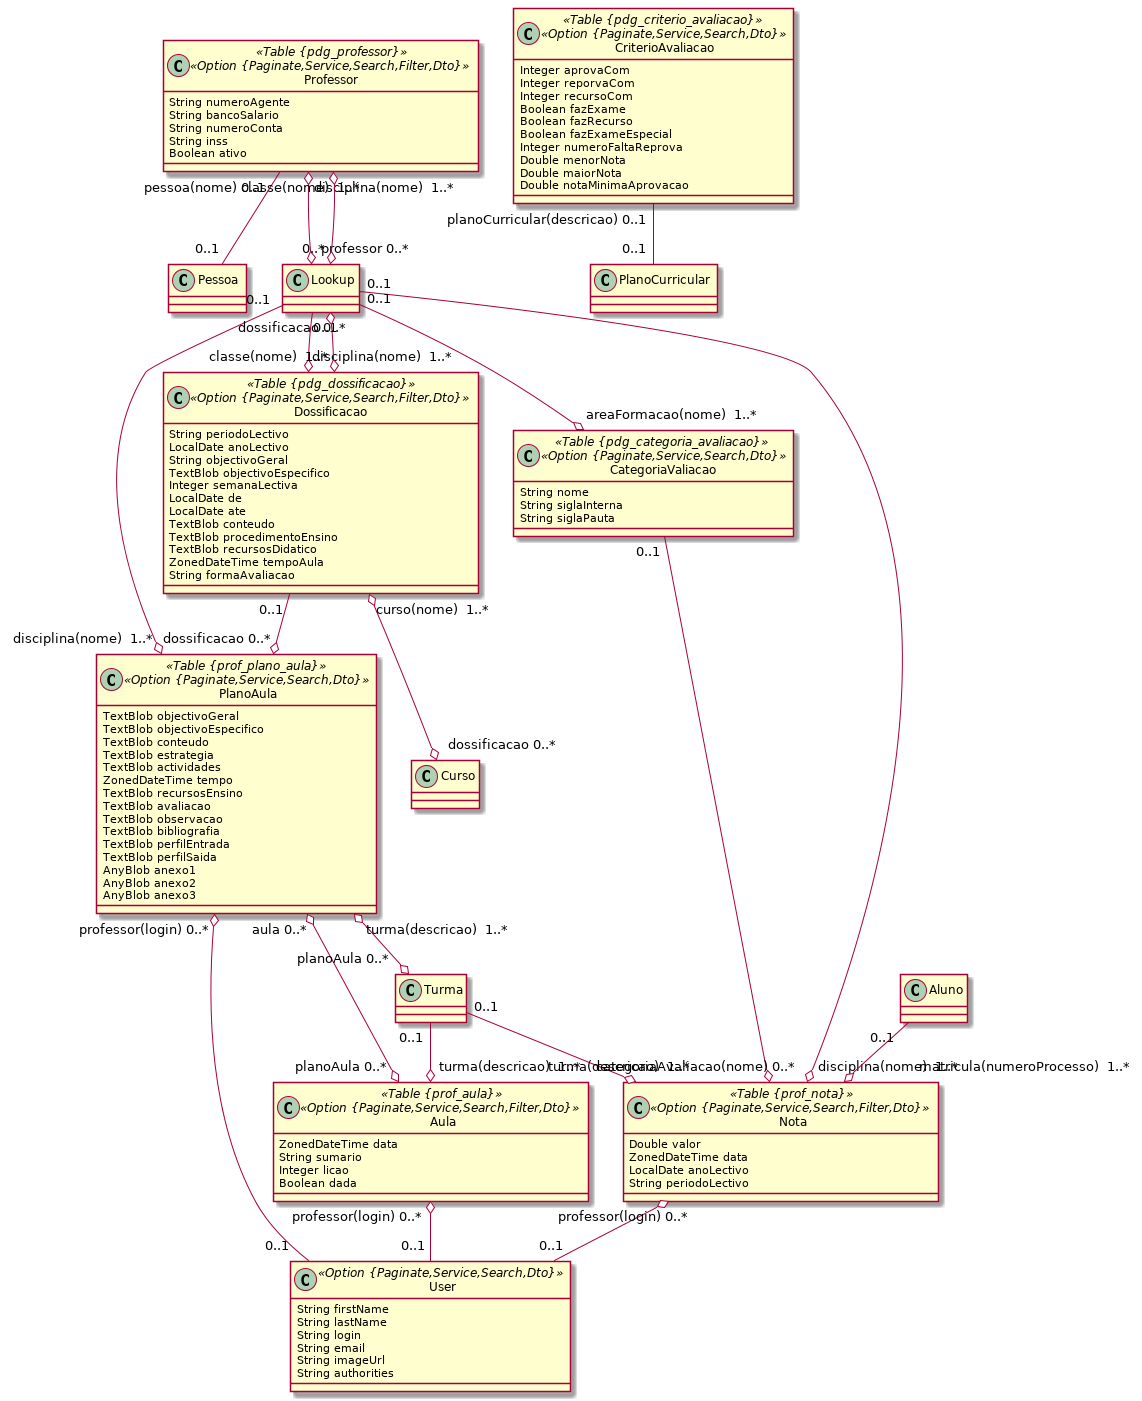 «Table {pdg_professor}»
«Option {Paginate,Service,Search,Filter,Dto}»
C Professor
String numeroAgente
String bancoSalario
String numeroConta
String inss
Boolean ativo
«Table {pdg_criterio_avaliacao}»
«Option {Paginate,Service,Search,Dto}»
C CriterioAvaliacao
Integer aprovaCom
Integer reporvaCom
Integer recursoCom
Boolean fazExame
Boolean fazRecurso
Boolean fazExameEspecial
Integer numeroFaltaReprova
Double menorNota
Double maiorNota
Double notaMinimaAprovacao
pessoa(nome) 0..1
classe(nome) 1..*
disciplina(nome) 1..*
planoCurricular(descricao) 0..1
0..1
0..*
professor 0..*
0..1
C Pessoa
C Lookup
C PlanoCurricular
0..1
0..1
0..1
dossificacao 0..*
0..1
classe(nome) 1..*
disciplina(nome) 1..*
«Table {pdg_dossificacao}»
«Option {Paginate,Service,Search,Filter,Dto}»
C Dossificacao
String periodoLectivo
LocalDate anoLectivo
String objectivoGeral
TextBlob objectivoEspecifico
Integer semanaLectiva
LocalDate de
LocalDate ate
TextBlob conteudo
TextBlob procedimentoEnsino
TextBlob recursosDidatico
ZonedDateTime tempoAula
String formaAvaliacao
areaFormacao(nome) 1..*
«Table {pdg_categoria_avaliacao}»
«Option {Paginate,Service,Search,Dto}»
C CategoriaValiacao
String nome
String siglaInterna
String siglaPauta
0..1
0..1
curso(nome) 1..*
disciplina(nome) 1..*
dossificacao 0..*
«Table {prof_plano_aula}»
«Option {Paginate,Service,Search,Dto}»
C PlanoAula
TextBlob objectivoGeral
TextBlob objectivoEspecifico
TextBlob conteudo
TextBlob estrategia
TextBlob actividades
ZonedDateTime tempo
TextBlob recursosEnsino
TextBlob avaliacao
TextBlob observacao
TextBlob bibliografia
TextBlob perfilEntrada
TextBlob perfilSaida
AnyBlob anexo1
AnyBlob anexo2
AnyBlob anexo3
dossificacao 0..*
C Curso
professor(login) 0..*
aula 0..*
turma(descricao) 1..*
planoAula 0..*
C Turma
C Aluno
0..1
0..1
0..1
planoAula 0..*
turma(descricao) 1..*
turma(descricao) 1..*
categoriaAvaliacao(nome) 0..*
disciplina(nome) 1..*
matricula(numeroProcesso) 1..*
«Table {prof_aula}»
«Option {Paginate,Service,Search,Filter,Dto}»
C Aula
ZonedDateTime data
String sumario
Integer licao
Boolean dada
«Table {prof_nota}»
«Option {Paginate,Service,Search,Filter,Dto}»
C Nota
Double valor
ZonedDateTime data
LocalDate anoLectivo
String periodoLectivo
professor(login) 0..*
professor(login) 0..*
0..1
0..1
0..1
«Option {Paginate,Service,Search,Dto}»
C User
String firstName
String lastName
String login
String email
String imageUrl
String authorities